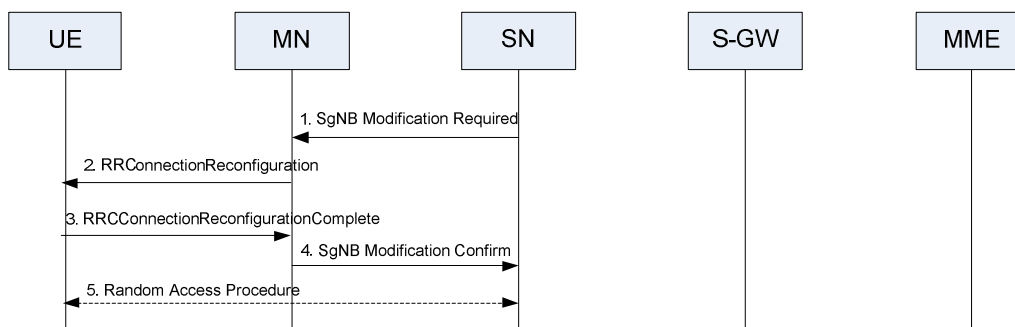 UE
MN
SN
S-GW
MME
1. SgNB Modification Required
2. RRConnectionReconfiguration
3. RRCConnectionReconfigurationComplete
4. SgNB Modification Confirm
5. Random Access Procedure